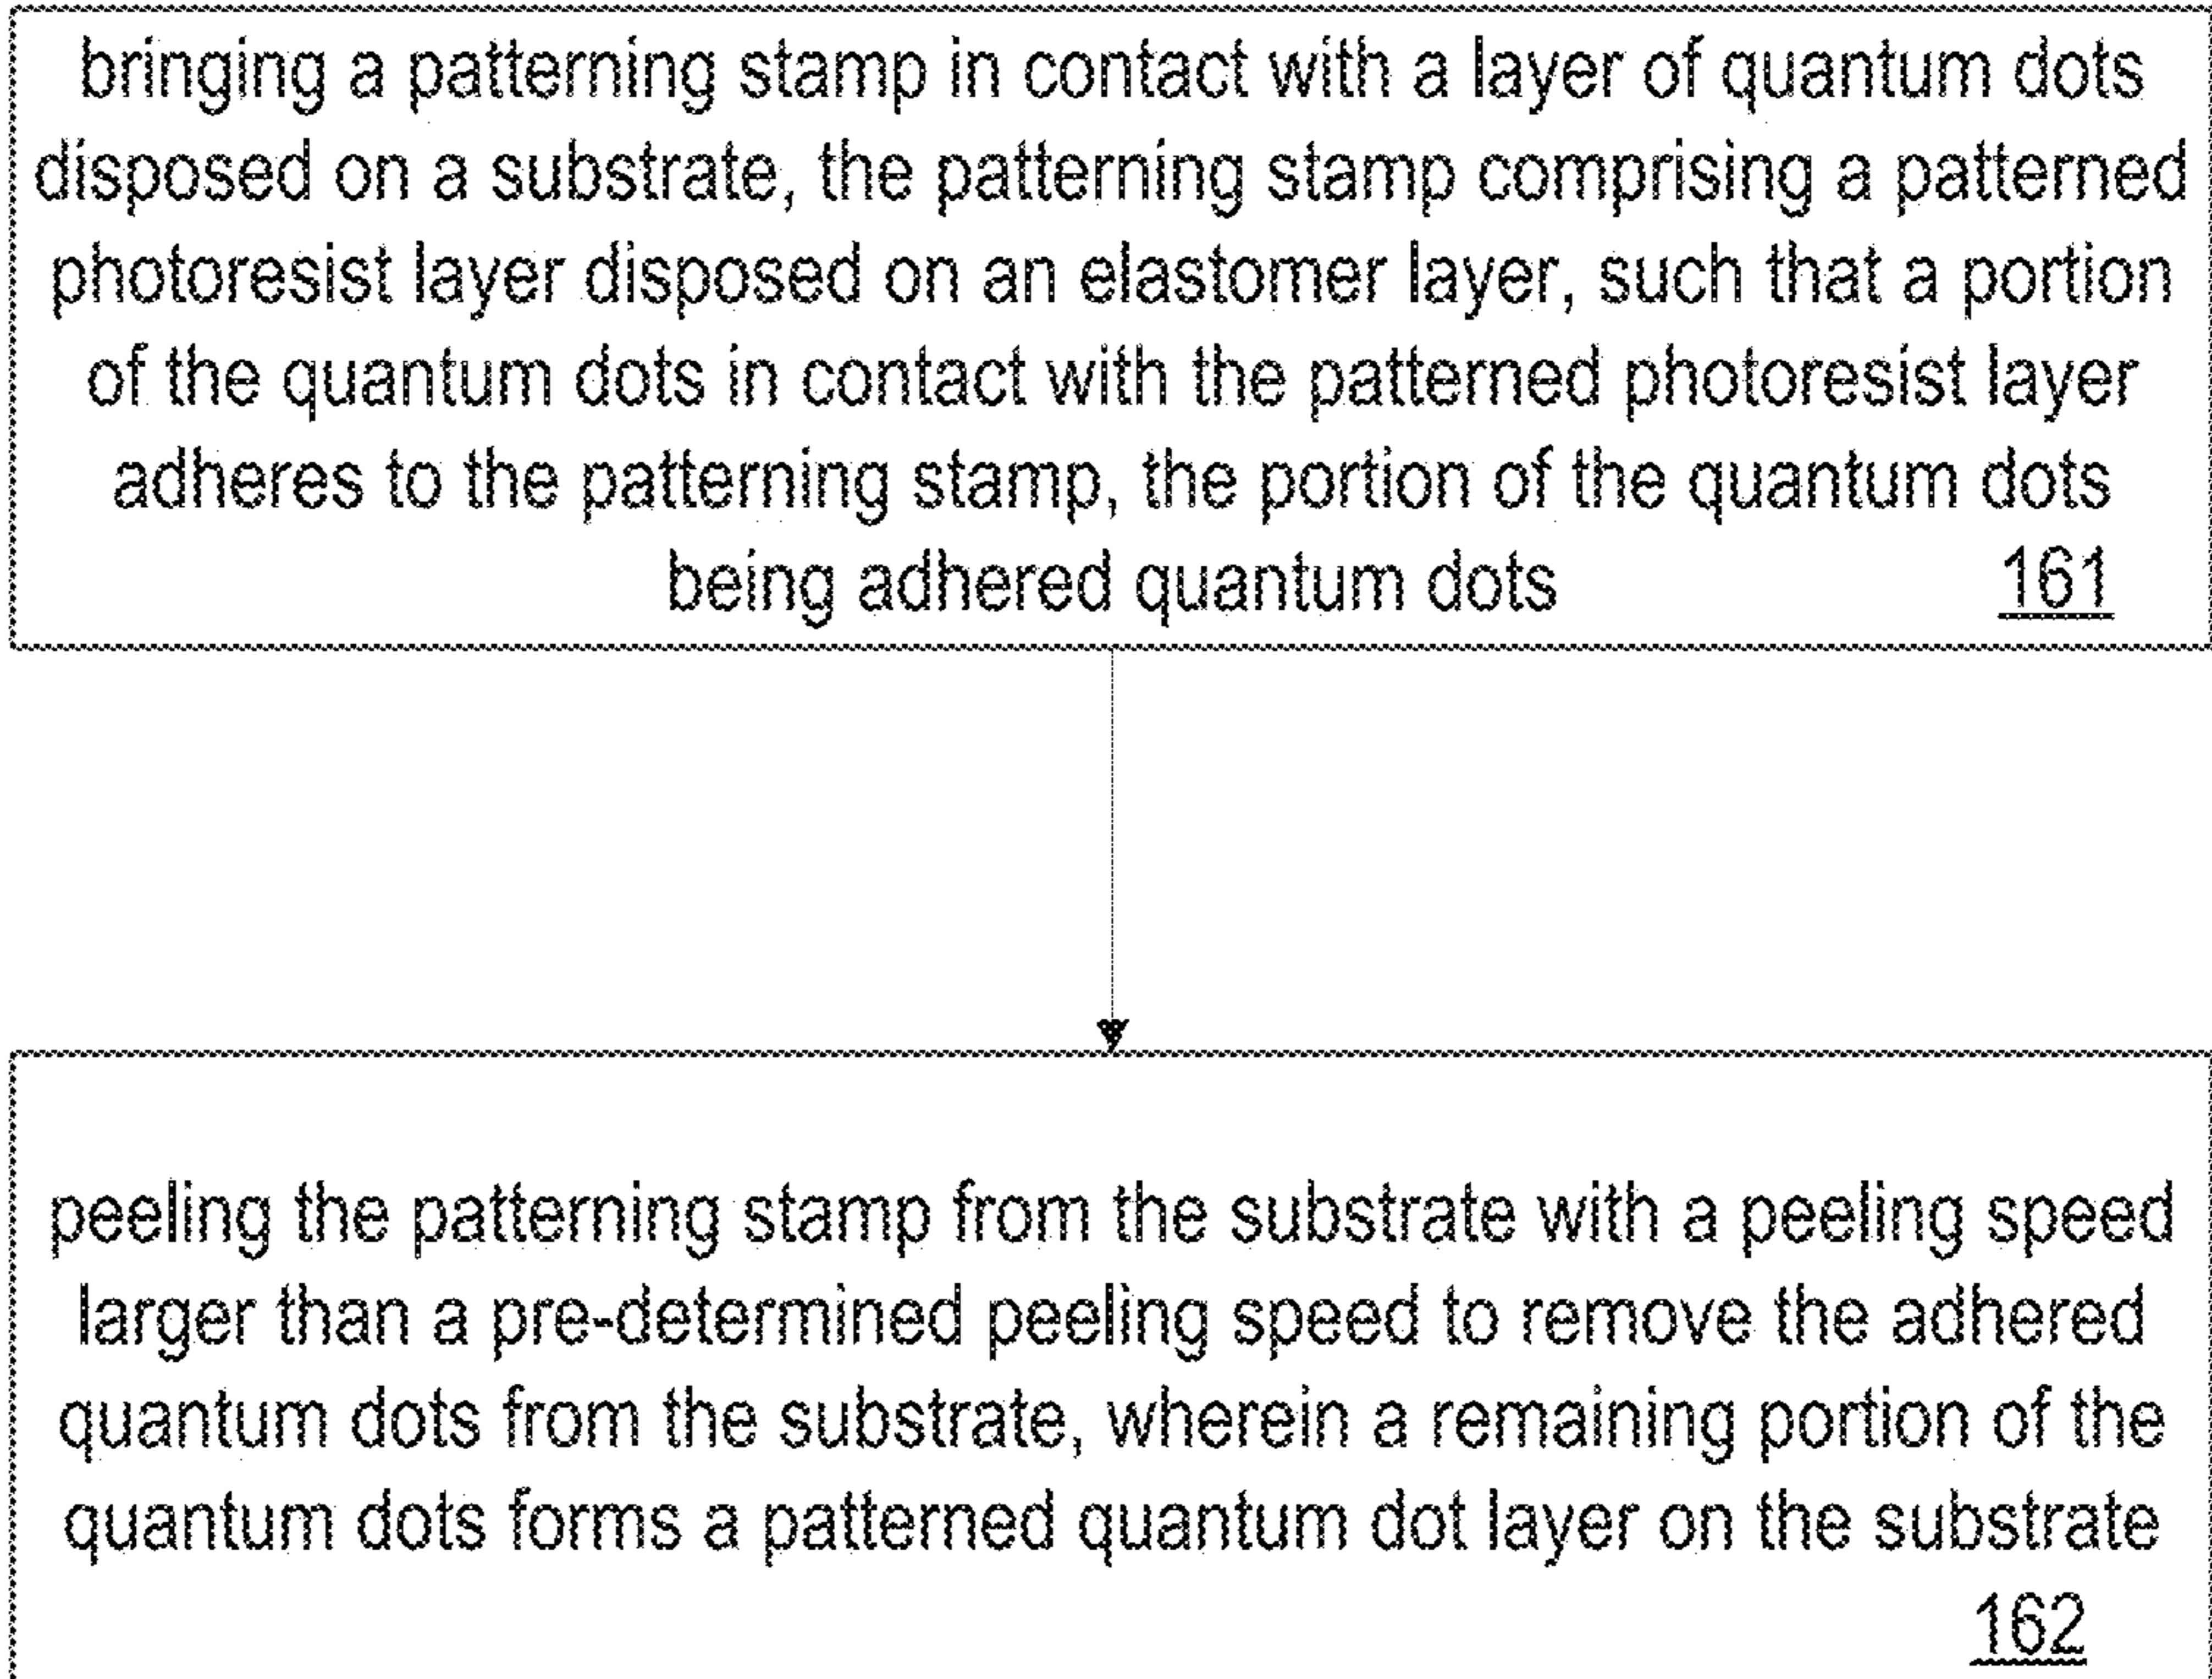 bringing a patterning stamp in contact with a layer of quantum dots
disposed on a substrate, the patterning stamp comprising a patterned
photoresist layer disposed on an elastomer layer, such that a portion
of the quantum dots in contact with the patterned photoresist layer
adheres to the patterning stamp, the portion of the quantum dots
being adhered quantum dots 161
peeling the patterning stamp from the substrate with a peeling speed
larger than a pre-determined peeling speed to remove the adhered
quantum dots from the substrate, wherein a remaining portion of the
quantum dots forms a patterned quantum dot layer on the substrate
162